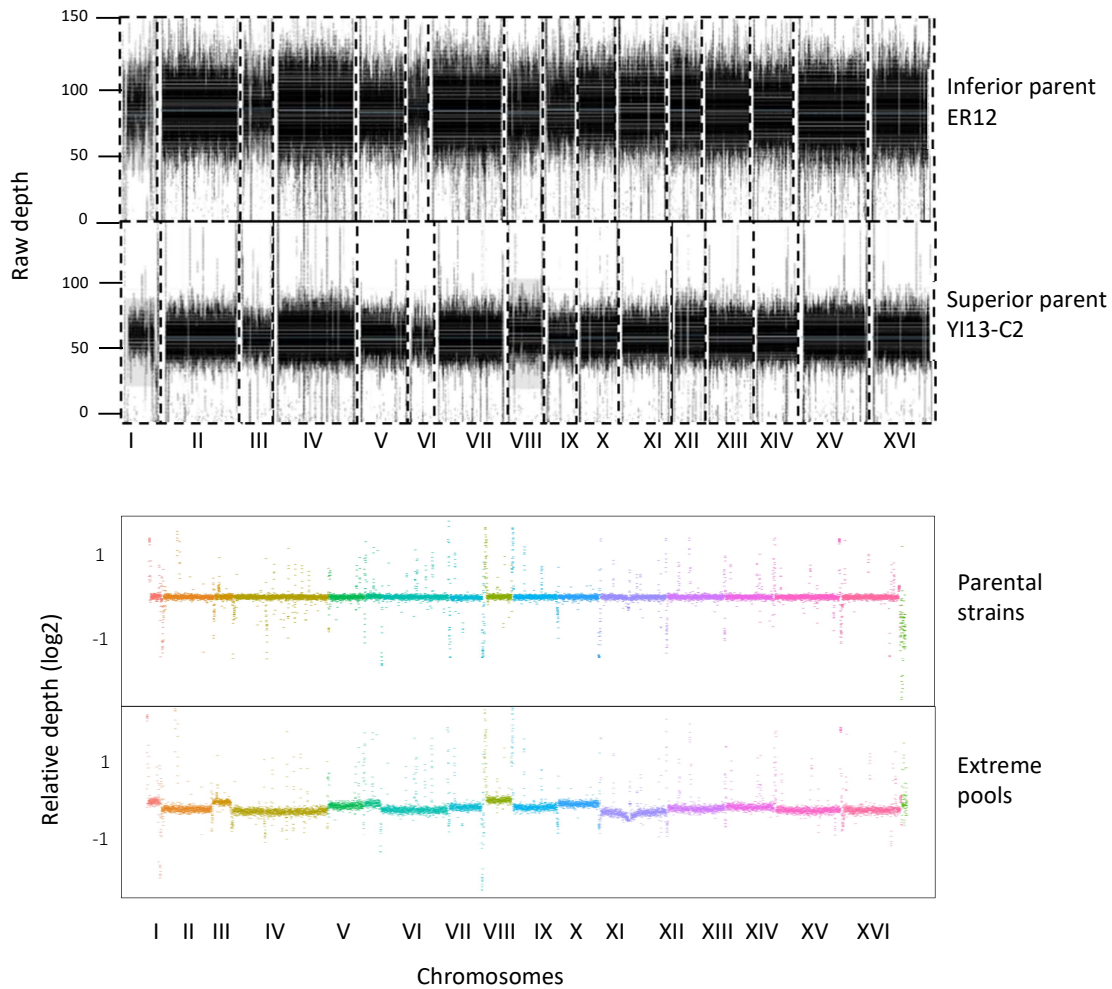 150
100
50
0
100
50
0
Raw depth
Inferior parent
ER12
Superior parent
YI13-C2
I II III IV V VI VII VIII IX X XI XII XIII XIV XV XVI
1
-1
1
-1
Relative depth (log2)
Parental
strains
Extreme
pools
I II III IV V VI VII VIII IX X XI XII XIII XIV XV XVI
Chromosomes